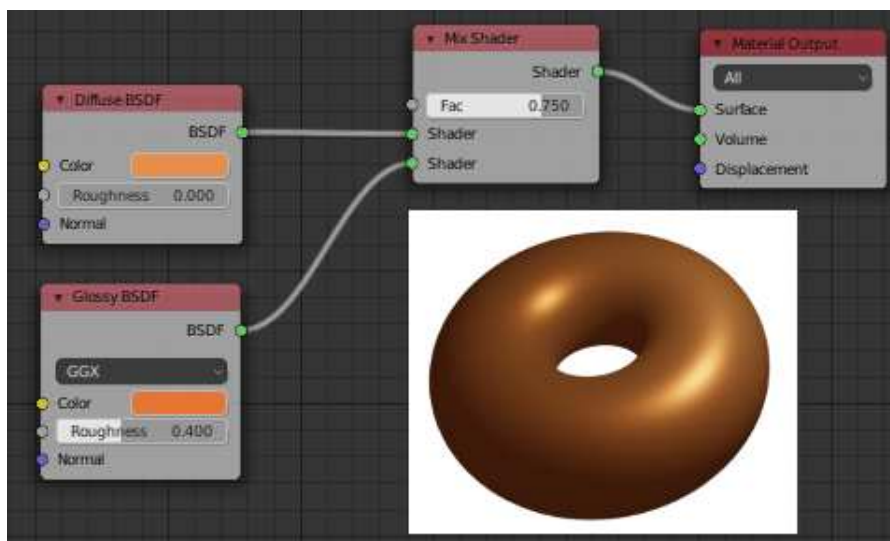 Diffuse BSDF
BSDF
Color
Roughness 0.000
Normal
Glossy BSDF
BSDF
GGX
Color
Roughness 0.400
Normal
Mix Shader
Shader
Fac 0.750
Shader
Shader
Material Output
All
Surface
Volume
Displacement